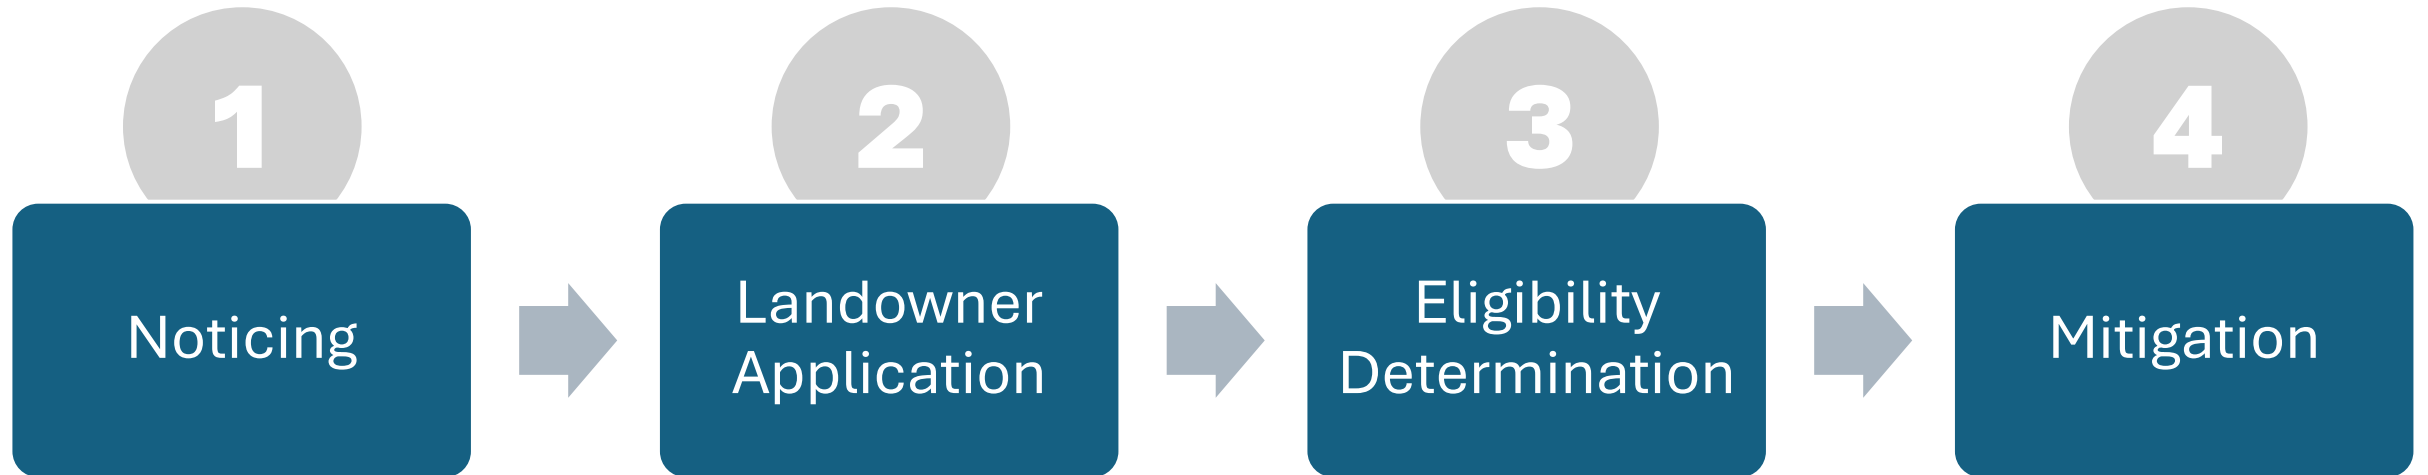 1
Noticing
2
Landowner
Application
3
Eligibility
Determination
4
Mitigation